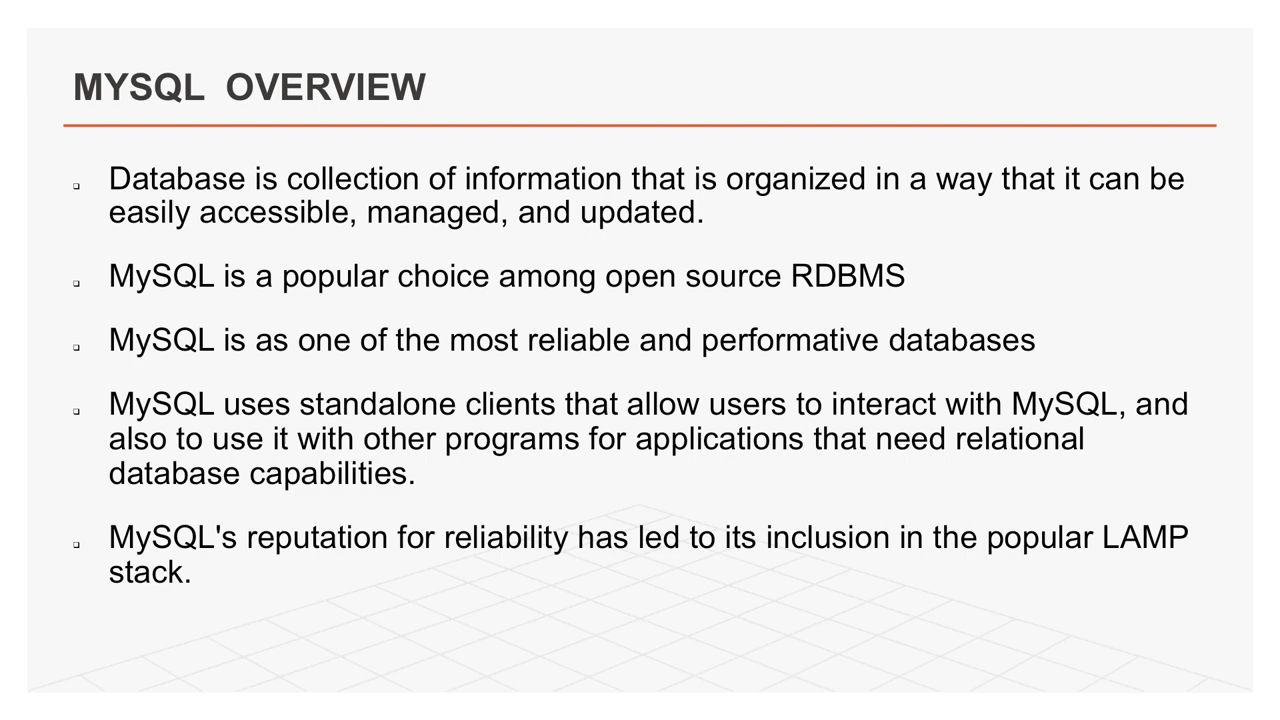 MYSQL  OVERVIEW
Database is collection of information that is organized in a way that it can be
easily accessible, managed, and updated.
MySQL is a popular choice among open source RDBMS
MySQL is as one of the most reliable and performative databases
MySQL uses standalone clients that allow users to interact with MySQL, and
also to use it with other programs for applications that need relational
database capabilities.
MySQL's reputation for reliability has led to its inclusion in the popular LAMP
stack.